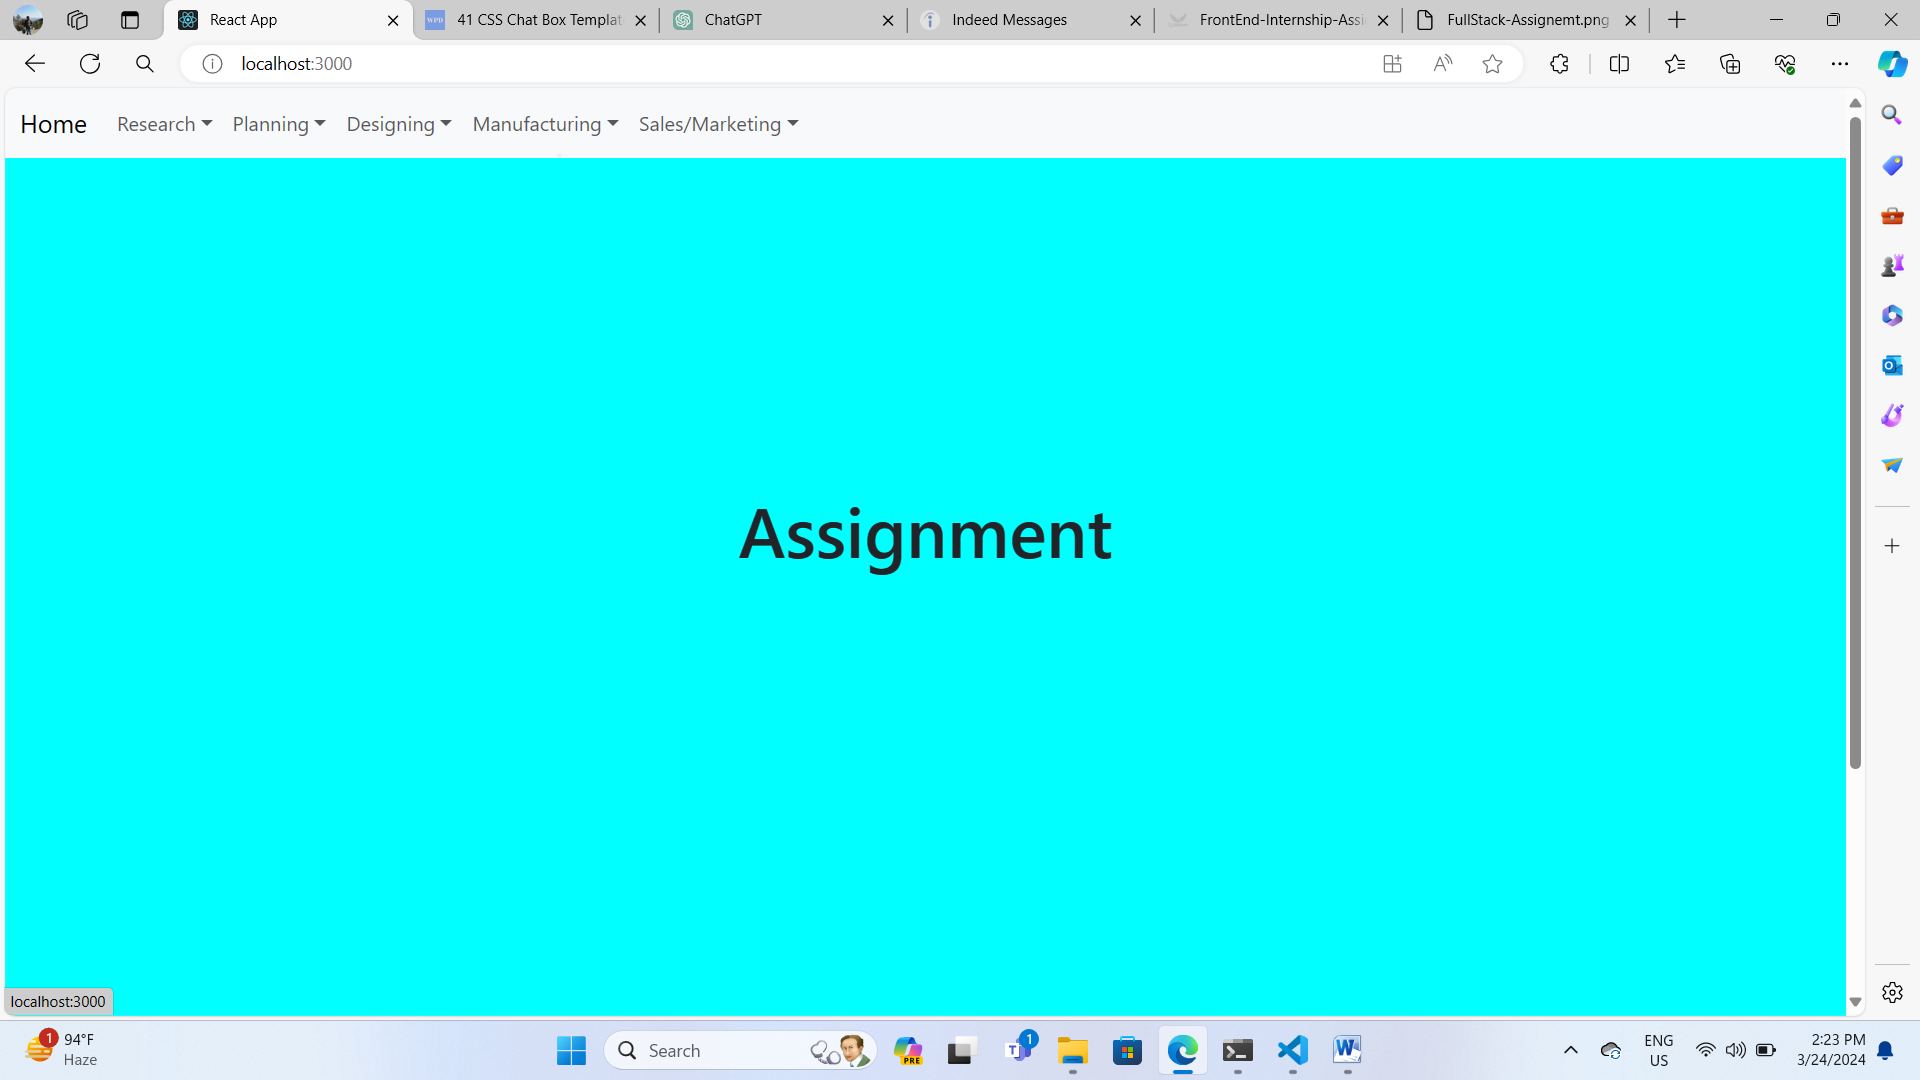 React App
41 CSS Chat Box Templat
ChatGPT
Indeed Messages
FrontEnd-Internship-Assi
FullStack-Assignemt.png
localhost:3000
Home
Research
Planning
Designing
Manufacturing
Sales/Marketing
Assignment
localhost:3000
1
94°F
Haze
Search
PRE
1
ENG
US
2:23 PM
3/24/2024